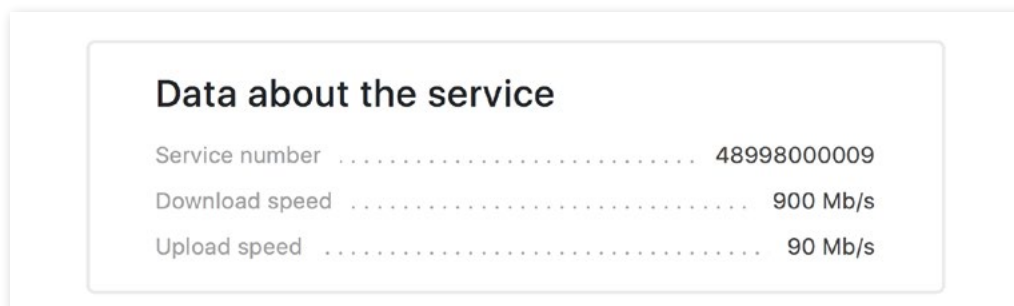 Data about the service
Service number ........................... 48998000009
Download speed .............................. 900 Mb/s
Upload speed ................................. 90 Mb/s